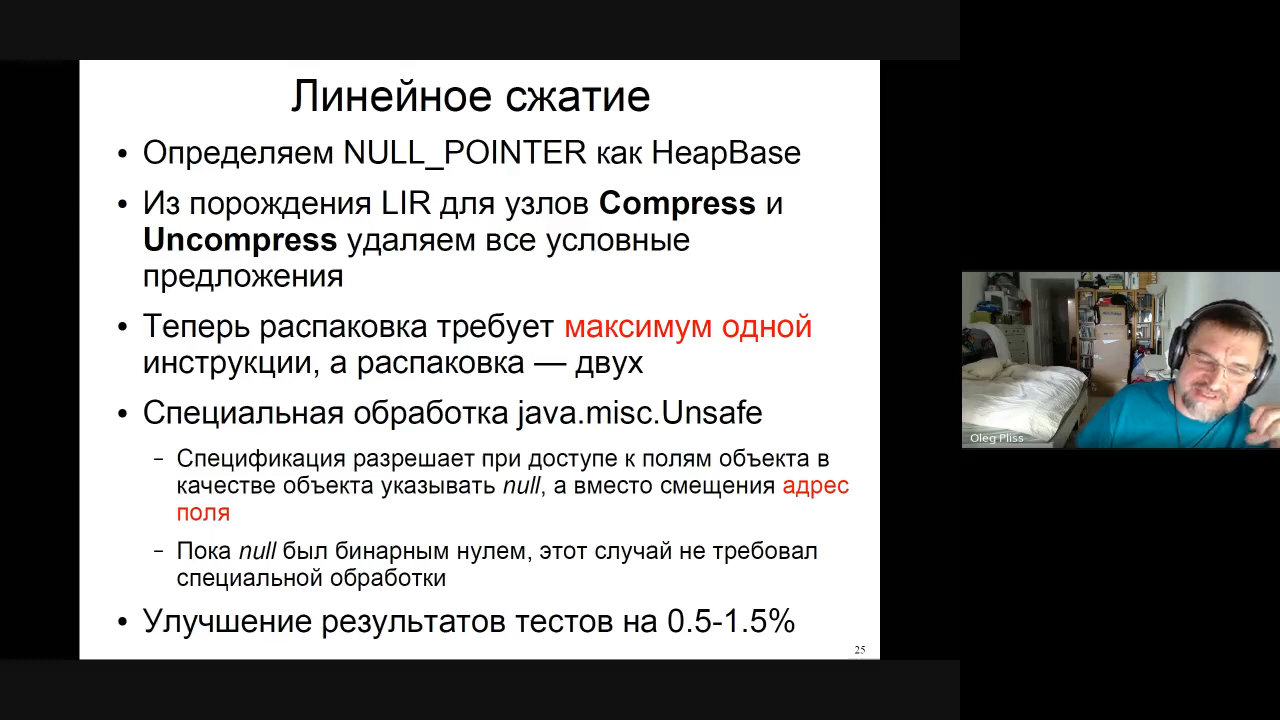 Линейное сжатие
• Определяем NULL_POINTER как HeapBase
• Из порождения LIR для узлов Compress и
Uncompress удаляем все условные
предложения
• Теперь распаковка требует максимум одной
инструкции, а распаковка — двух
• Специальная обработка java.misc.Unsafe
– Спецификация разрешает при доступе к полям объекта в
качестве объекта указывать null, а вместо смещения адрес
поля
– Пока null был бинарным нулем, этот случай не требовал
специальной обработки
• Улучшение результатов тестов на 0.5-1.5%
25
Oleg Pliss